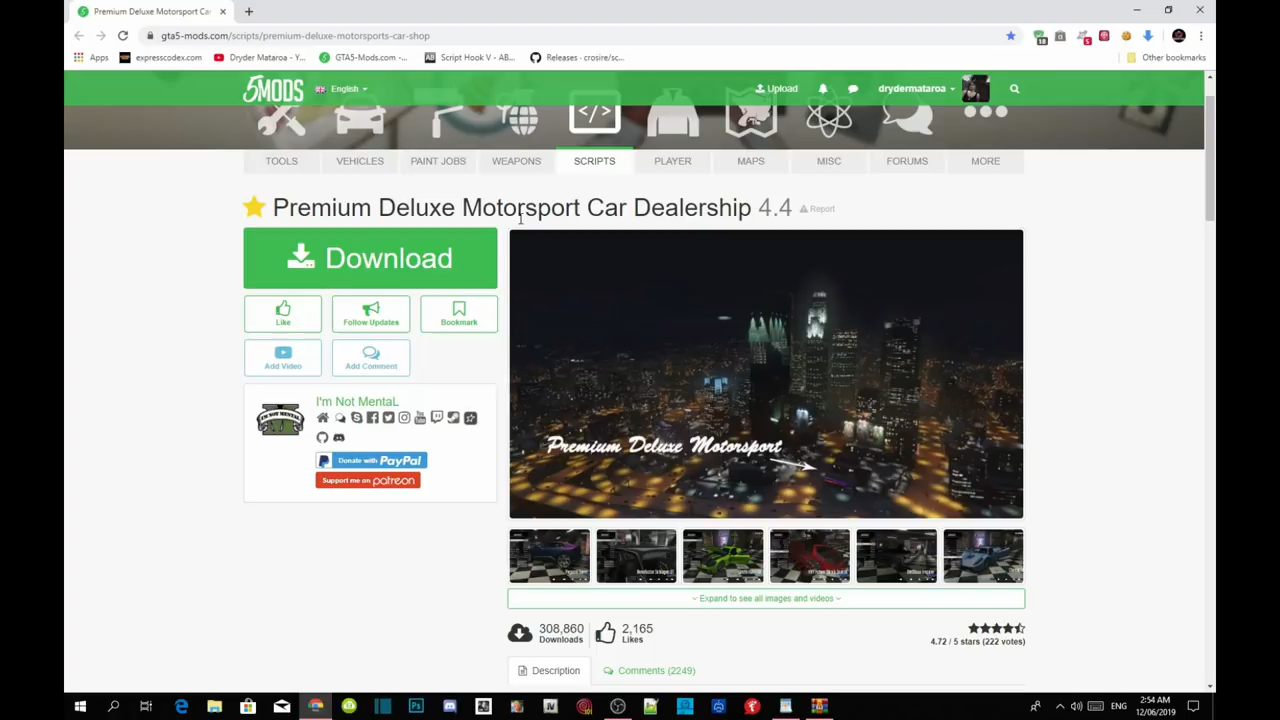 Premium Deluxe Motorsport Car
gta5-mods.com/scripts/premium-deluxe-motorsports-car-shop
Apps
expresscodex.com
Dryder Mataroa - Y...
GTA5-Mods.com -...
Script Hook V - AB...
Releases · crosire/sc...
Other bookmarks
5MODS
English
Upload
drydermataroa
TOOLS
VEHICLES
PAINT JOBS
WEAPONS
SCRIPTS
PLAYER
MAPS
MISC
FORUMS
MORE
Premium Deluxe Motorsport Car Dealership 4.4
Report
Download
Like
Follow Updates
Bookmark
Add Video
Add Comment
I'm Not MentaL
Donate with PayPal
Support me on patreon
Premium Deluxe Motorsport
Expand to see all images and videos
308,860
Downloads
2,165
Likes
4.72 / 5 stars (222 votes)
Description
Comments (2249)
ENG
2:54 AM
12/06/2019